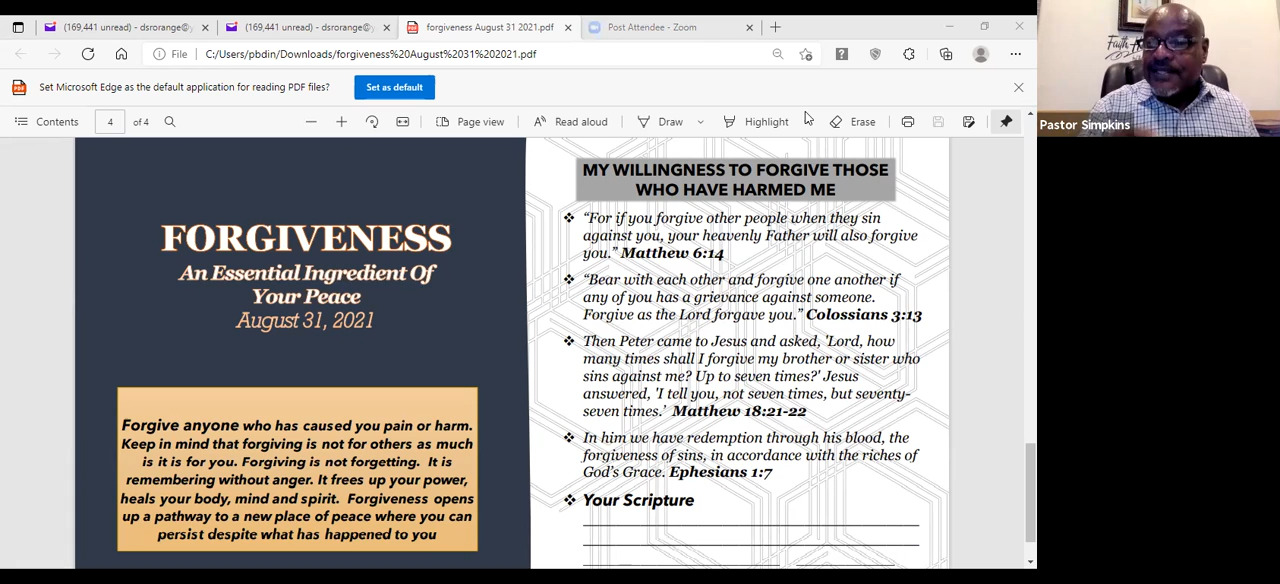 (169,441 unread) - dsrorange@y
(169,441 unread) - dsrorange@y
forgiveness August 31 2021.pdf
Post Attendee - Zoom
File
C:/Users/pbdin/Downloads/forgiveness%20August%2031%202021.pdf
Set Microsoft Edge as the default application for reading PDF files?
Set as default
Contents
4
of 4
Page view
Read aloud
Draw
Highlight
Erase
Pastor Simpkins
FORGIVENESS
An Essential Ingredient Of
Your Peace
August 31, 2021
Forgive anyone who has caused you pain or harm.
Keep in mind that forgiving is not for others as much
is it is for you. Forgiving is not forgetting. It is
remembering without anger. It frees up your power,
heals your body, mind and spirit. Forgiveness opens
up a pathway to a new place of peace where you can
persist despite what has happened to you
MY WILLINGNESS TO FORGIVE THOSE
WHO HAVE HARMED ME
❖ “For if you forgive other people when they sin
against you, your heavenly Father will also forgive
you.” Matthew 6:14
❖ “Bear with each other and forgive one another if
any of you has a grievance against someone.
Forgive as the Lord forgave you.” Colossians 3:13
❖ Then Peter came to Jesus and asked, 'Lord, how
many times shall I forgive my brother or sister who
sins against me? Up to seven times?' Jesus
answered, 'I tell you, not seven times, but seventy-
seven times.' Matthew 18:21-22
❖ In him we have redemption through his blood, the
forgiveness of sins, in accordance with the riches of
God's Grace. Ephesians 1:7
❖ Your Scripture
Faith